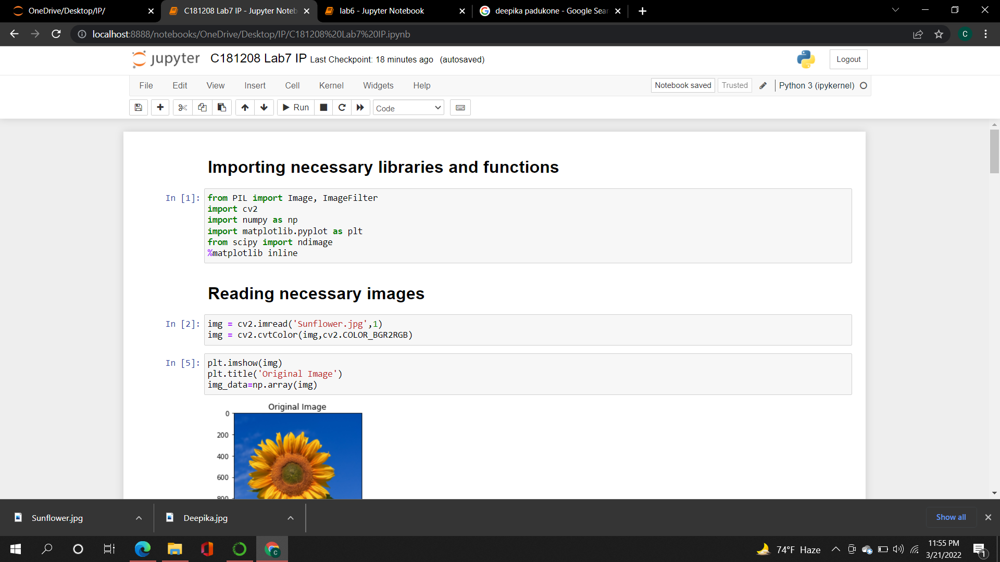 OneDrive/Desktop/IP/
C181208 Lab7 IP - Jupyter Noteb
lab6 - Jupyter Notebook
deepika padukone - Google Sear
localhost:8888/notebooks/OneDrive/Desktop/IP/C181208%20Lab7%20IP.ipynb
C
jupyter C181208 Lab7 IP Last Checkpoint: 18 minutes ago (autosaved)
Logout
File Edit View Insert Cell Kernel Widgets Help
Notebook saved Trusted Python 3 (ipykernel)
Run Code
Importing necessary libraries and functions
In [1]: from PIL import Image, ImageFilter
import cv2
import numpy as np
import matplotlib.pyplot as plt
from scipy import ndimage
%matplotlib inline
Reading necessary images
In [2]: img = cv2.imread('Sunflower.jpg',1)
img = cv2.cvtColor(img,cv2.COLOR_BGR2RGB)
In [5]: plt.imshow(img)
plt.title('Original Image')
img_data=np.array(img)
Original Image
0
200
400
600
800
Sunflower.jpg
Deepika.jpg
Show all
C
74°F Haze
11:55 PM
3/21/2022
1